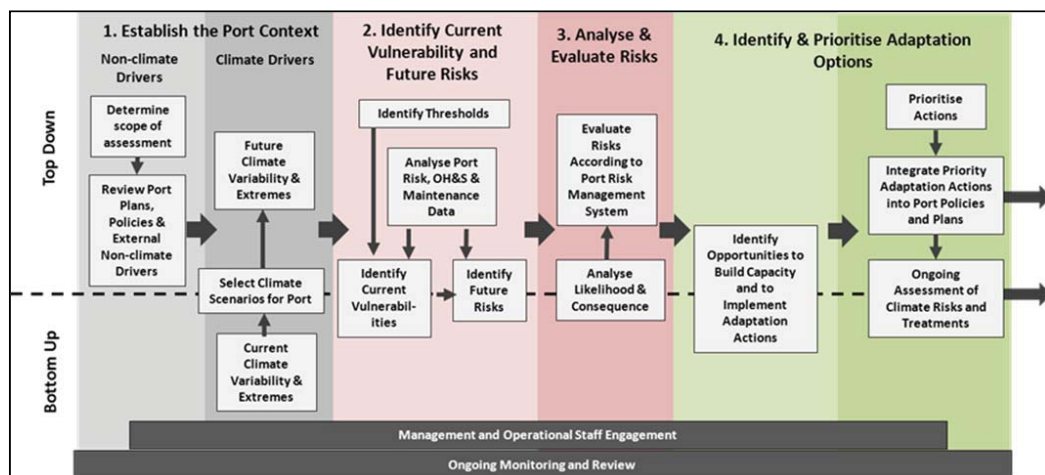 1. Establish the Port Context
Non-climate
Drivers
Climate Drivers
2. Identify Current
Vulnerability and
Future Risks
3. Analyse &
Evaluate Risks
4. Identify & Prioritise Adaptation
Options
Top Down
Bottom Up
Determine
scope of
assessment
Review Port
Plans,
Policies &
External
Non-climate
Drivers
Future
Climate
Variability &
Extremes
Select Climate
Scenarios for Port
Current
Climate
Variability &
Extremes
Identify Thresholds
Analyse Port
Risk, OH&S &
Maintenance
Data
Identify
Current
Vulnerabil-
ities
Identify
Future
Risks
Evaluate
Risks
According to
Port Risk
Management
System
Analyse
Likelihood &
Consequence
Identify
Opportunities to
Build Capacity
and to
Implement
Adaptation
Actions
Prioritise
Actions
Integrate Priority
Adaptation Actions
into Port Policies
and Plans
Ongoing
Assessment of
Climate Risks and
Treatments
Management and Operational Staff Engagement
Ongoing Monitoring and Review